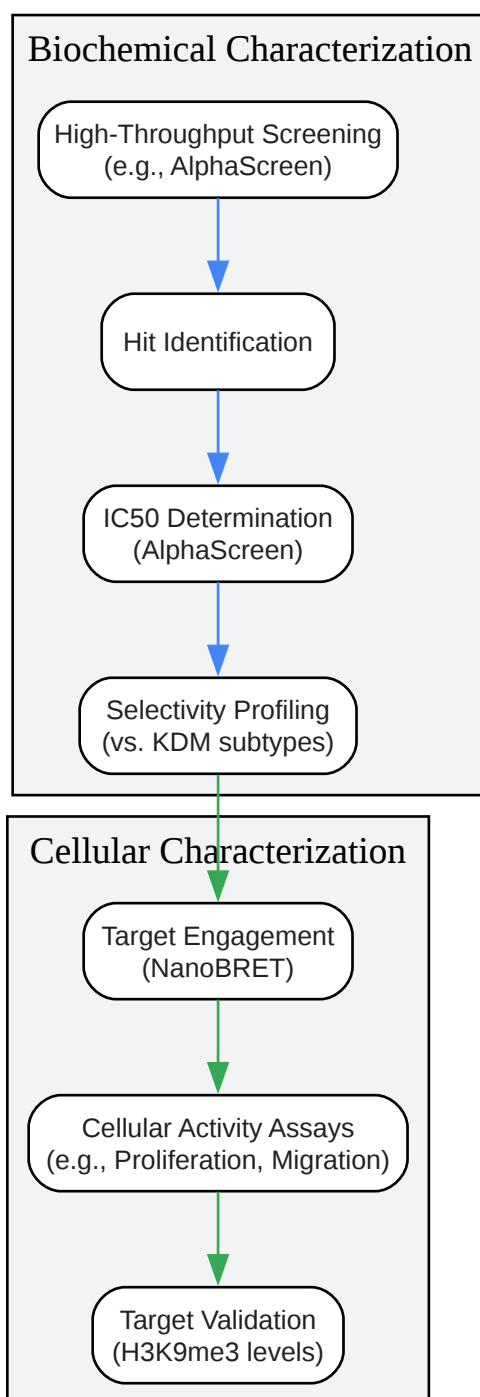 Biochemical Characterization
High-Throughput Screening
(e.g., AlphaScreen)
Hit Identification
IC50 Determination
(AlphaScreen)
Selectivity Profiling
(vs. KDM subtypes)
Cellular Characterization
Target Engagement
(NanoBRET)
Cellular Activity Assays
(e.g., Proliferation, Migration)
Target Validation
(H3K9me3 levels)